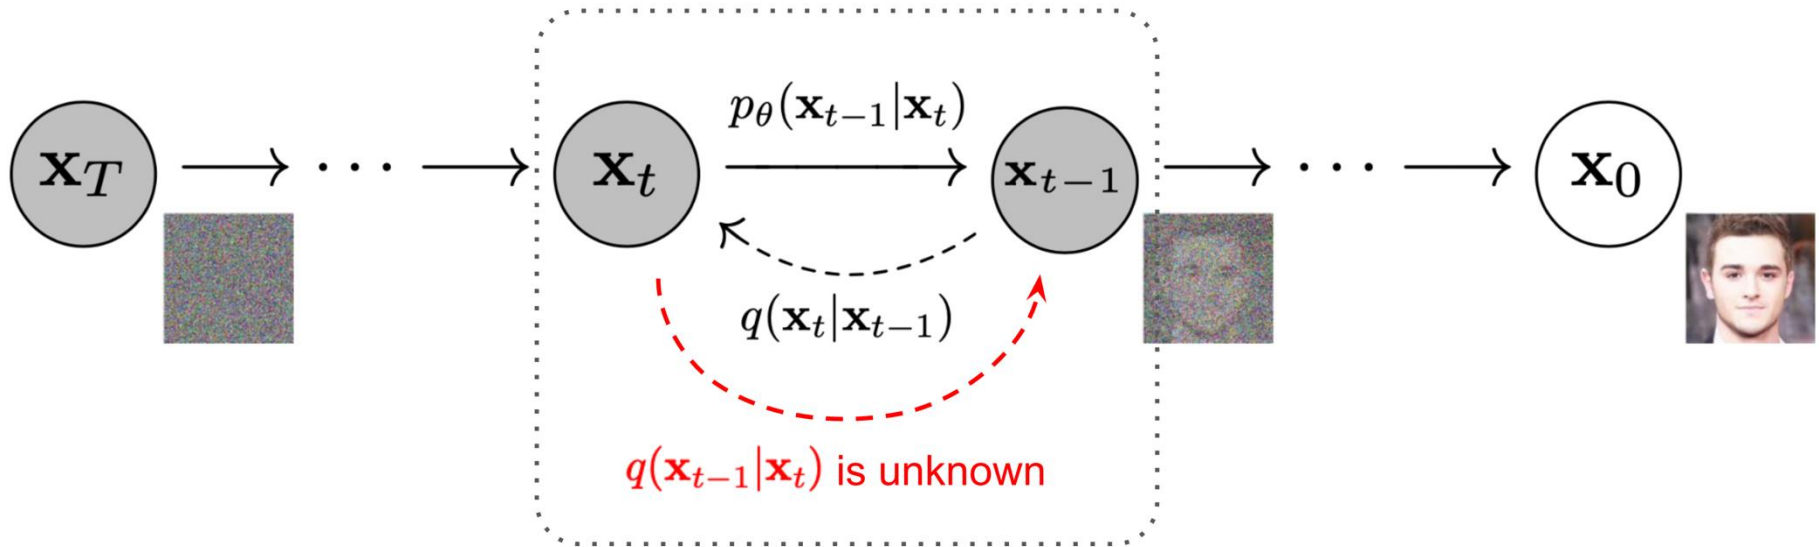 p_θ(x_{t−1}|x_t)
x_T → ··· → x_t → x_{t−1} → ··· → x_0
q(x_t|x_{t−1})
q(x_{t−1}|x_t) is unknown